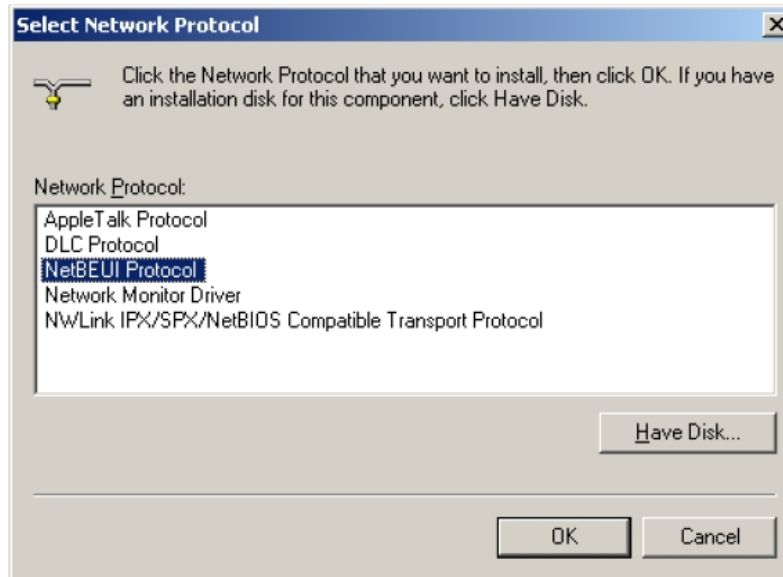 Select Network Protocol
Click the Network Protocol that you want to install, then click OK. If you have
an installation disk for this component, click Have Disk.
Network Protocol:
AppleTalk Protocol
DLC Protocol
NetBEUI Protocol
Network Monitor Driver
NWLink IPX/SPX/NetBIOS Compatible Transport Protocol
Have Disk...
OK
Cancel